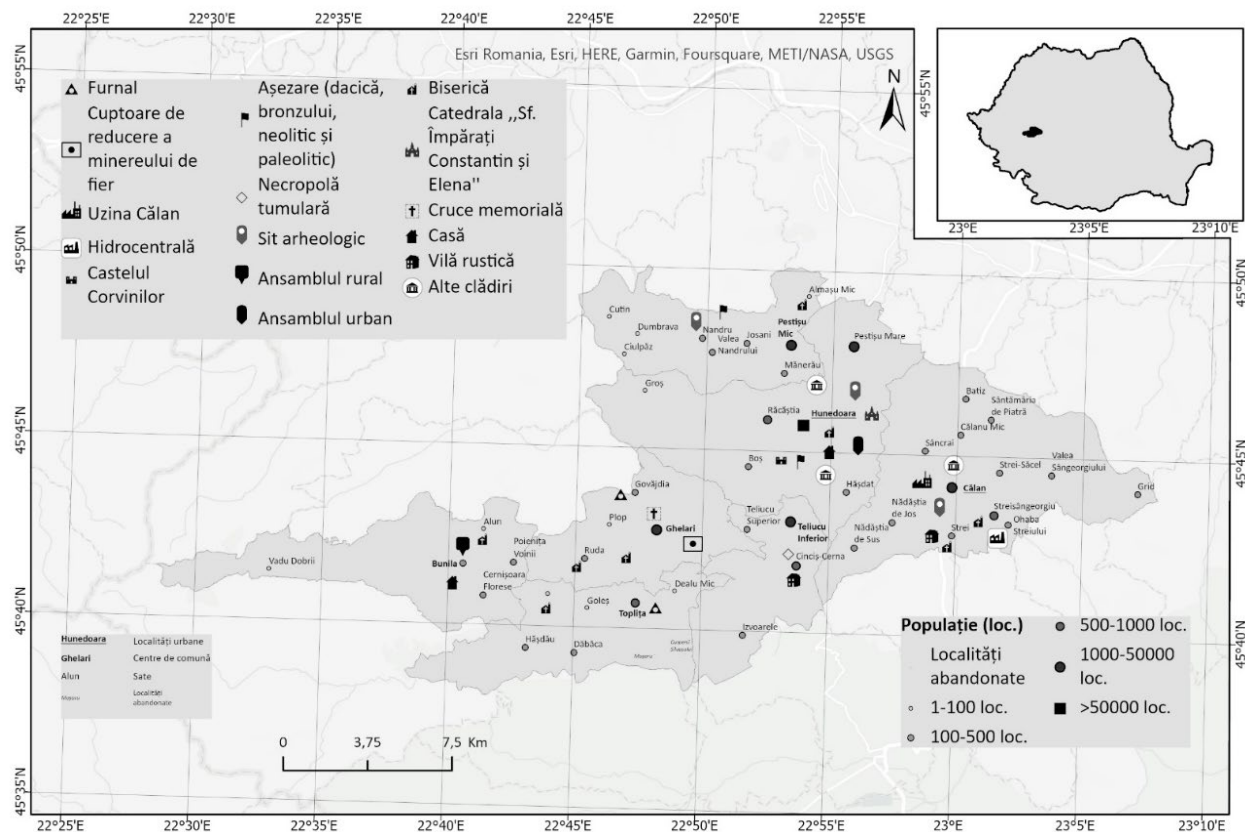 22°25'E 22°30'E 22°35'E 22°40'E 22°45'E 22°50'E 22°55'E
Esri Romania, Esri, HERE, Garmin, Foursquare, METI/NASA, USGS
N
45°55'N
45°50'N
45°45'N
45°40'N
45°35'N
Furnal
Cuptoare de
reducere a
minereului de
fier
Uzina Călan
Hidrocentrală
Castelul
Corvinilor
Așezare (dacică,
bronzului,
neolitic și
paleolitic)
Necropolă
tumulară
Sit arheologic
Ansamblul rural
Ansamblul urban
Biserică
Catedrala ,,Sf.
Împărați
Constantin și
Elena"
Cruce memorială
Casă
Vilă rustică
Alte clădiri
45°55'N
23°E 23°5'E 23°10'E
45°50'N
45°45'N
45°40'N
Almașu Mic
Cutin
Dumbrava
Ciulpăz
Nandru
Valea
Nandrului
Josani
Pestișu
Mic
Pestișu Mare
Mânerău
Groș
Răcăștia
Hunedoara
Batiz
Sântămăria
de Piatră
Călanu Mic
Sâncrai
Boș
Hășdat
Strei-Săcel
Valea
Sângeorgiului
Grid
Călan
Govăjdia
Plop
Ghelari
Teliucu
Superior
Teliucu
Inferior
Nădăștia
de Jos
Nădăștia
de Sus
Streisângeorgiu
Ohaba
Streiului
Strei
Alun
Poienița
Voinii
Ruda
Vadu Dobrii
Bunila
Cernișoara
Florese
Cinciș-Cerna
Dealu Mic
Goleș
Toplița
Hășdău
Dăbâca
Izvoarele
Hunedoara Localități urbane
Ghelari Centre de comună
Alun Sate
Localități
abandonate
0 3,75 7,5 Km
Populație (loc.)
Localități
abandonate
1-100 loc.
100-500 loc.
500-1000 loc.
1000-50000
loc.
>50000 loc.
22°25'E 22°30'E 22°35'E 22°40'E 22°45'E 22°50'E 22°55'E 23°E 23°5'E 23°10'E
45°35'N